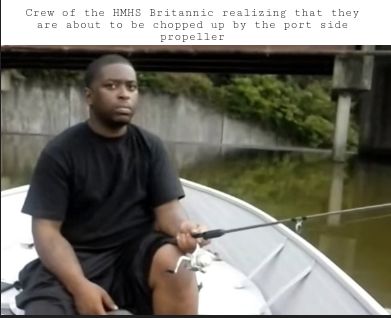 Crew of the HMHS Britannic realizing that they
are about to be chopped up by the port side
propeller